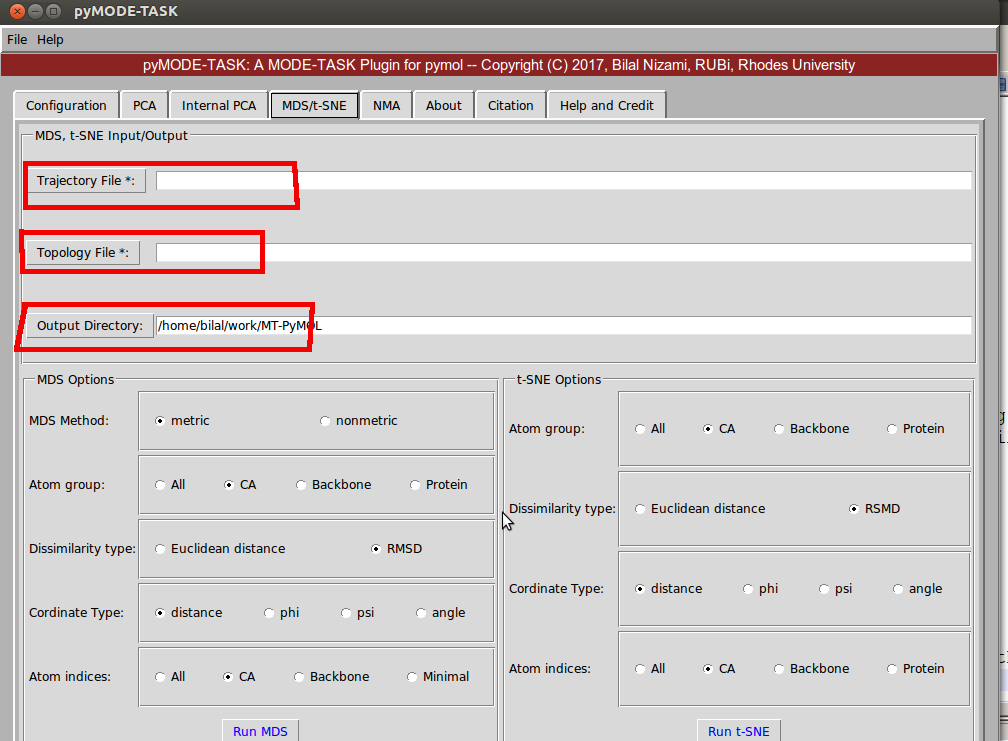 pyMODE-TASK
File Help
pyMODE-TASK: A MODE-TASK Plugin for pymol -- Copyright (C) 2017, Bilal Nizami, RUBi, Rhodes University
Configuration PCA Internal PCA MDS/t-SNE NMA About Citation Help and Credit
MDS, t-SNE Input/Output
Trajectory File *:
Topology File *:
Output Directory: /home/bilal/work/MT-PyMOL
MDS Options
MDS Method: metric nonmetric
Atom group: All CA Backbone Protein
Dissimilarity type: Euclidean distance RMSD
Cordinate Type: distance phi psi angle
Atom indices: All CA Backbone Minimal
Run MDS
t-SNE Options
Atom group: All CA Backbone Protein
Dissimilarity type: Euclidean distance RSMD
Cordinate Type: distance phi psi angle
Atom indices: All CA Backbone Protein
Run t-SNE